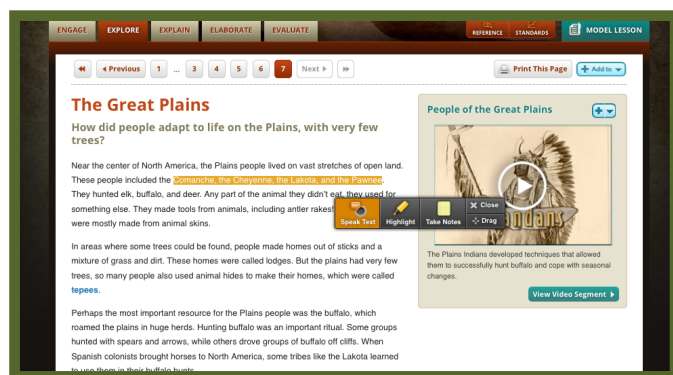 ENGAGE EXPLORE EXPLAIN ELABORATE EVALUATE REFERENCE STANDARDS MODEL LESSON
Previous 1 ... 3 4 5 6 7 Next Print This Page Add to
The Great Plains
How did people adapt to life on the Plains, with very few
trees?
Near the center of North America, the Plains people lived on vast stretches of open land.
These people included the Comanche, the Cheyenne, the Lakota, and the Pawnee.
They hunted elk, buffalo, and deer. Any part of the animal they didn't eat, they used for
something else. They made tools from animals, including antler rakes!
were mostly made from animal skins.
Speak Text Highlight Take Notes Close
Drag
In areas where some trees could be found, people made homes out of sticks and a
mixture of grass and dirt. These homes were called lodges. But the plains had very few
trees, so many people also used animal hides to make their homes, which were called
tepees.
Perhaps the most important resource for the Plains people was the buffalo, which
roamed the plains in huge herds. Hunting buffalo was an important ritual. Some groups
hunted with spears and arrows, while others drove groups of buffalo off cliffs. When
Spanish colonists brought horses to North America, some tribes like the Lakota learned
to use them in their buffalo hunts.
People of the Great Plains
The Plains Indians developed techniques that allowed
them to successfully hunt buffalo and cope with seasonal
changes.
View Video Segment